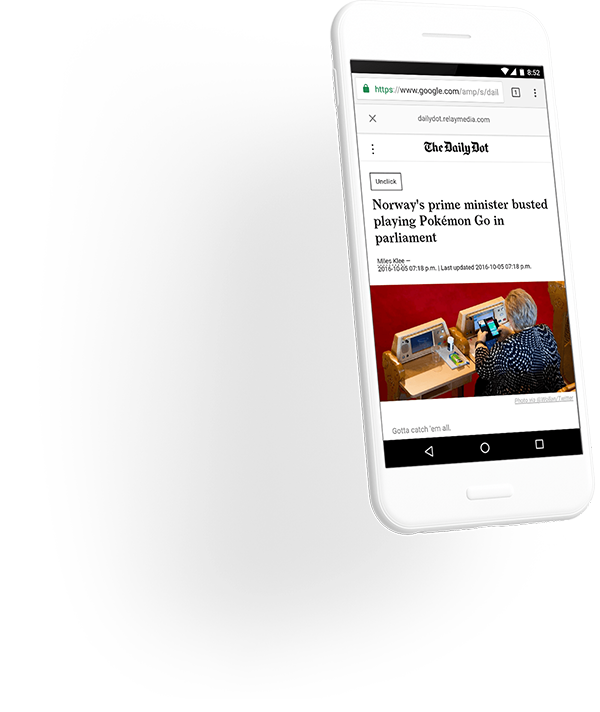 8:52
https://www.google.com/amp/s/dail
1
dailydot.relaymedia.com
The Daily Dot
Unclick
Norway's prime minister busted
playing Pokémon Go in
parliament
Miles Klee —
2016-10-05 07:18 p.m. | Last updated 2016-10-05 07:18 p.m.
Photo via @Wolfue/Twitter
Gotta catch 'em all.